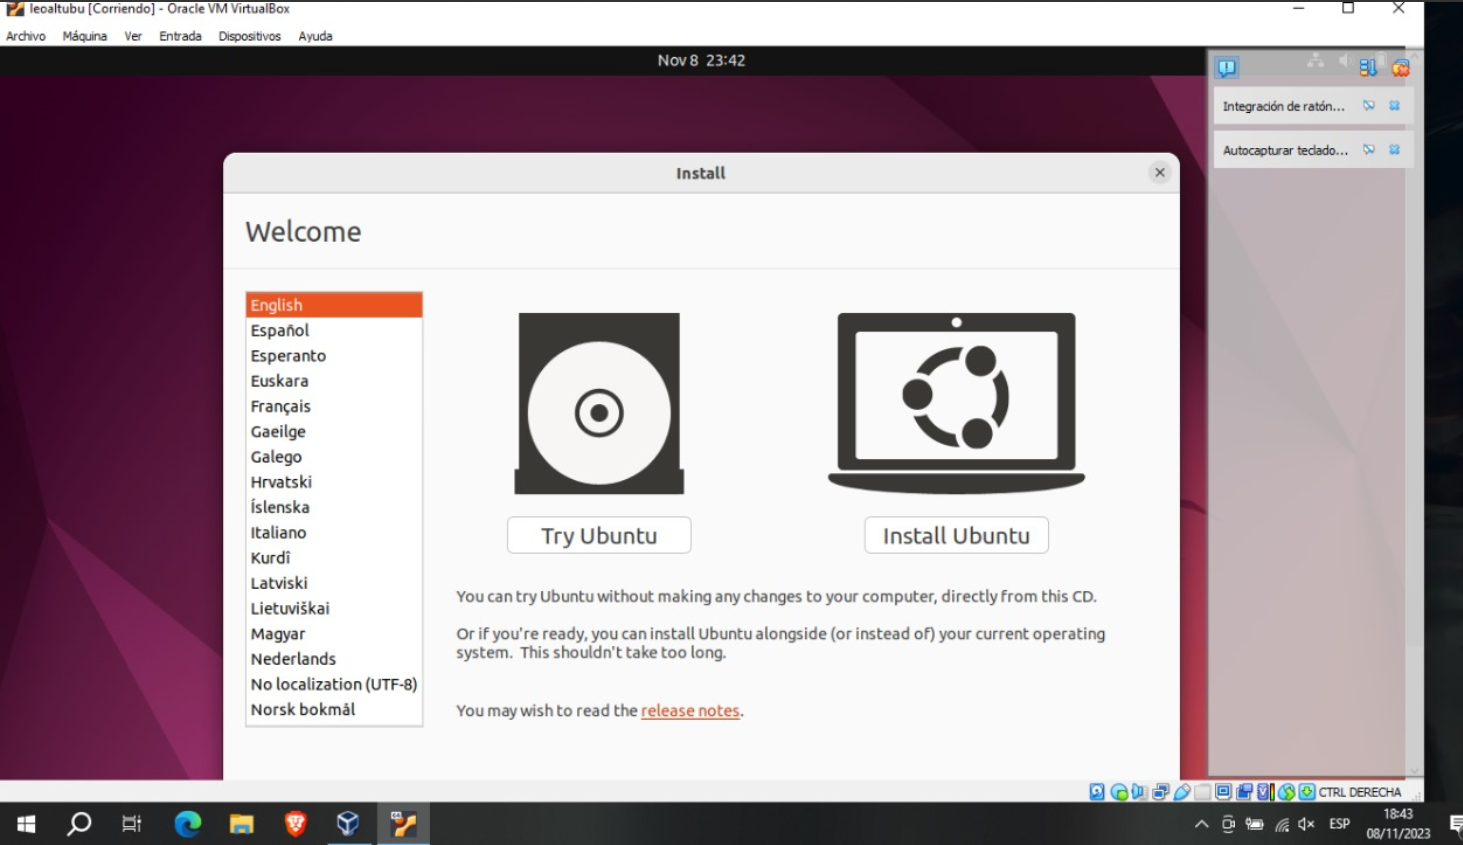 leoaltubu [Corriendo] - Oracle VM VirtualBox
Archivo Máquina Ver Entrada Dispositivos Ayuda
Nov 8 23:42
Integración de ratón...
Autocapturar teclado...
Install
Welcome
English
Español
Esperanto
Euskara
Français
Gaeilge
Galego
Hrvatski
Íslenska
Italiano
Kurdî
Latviski
Lietuviškai
Magyar
Nederlands
No localization (UTF-8)
Norsk bokmål
Try Ubuntu
Install Ubuntu
You can try Ubuntu without making any changes to your computer, directly from this CD.
Or if you're ready, you can install Ubuntu alongside (or instead of) your current operating
system. This shouldn't take too long.
You may wish to read the release notes.
CTRL DERECHA
ESP
18:43
08/11/2023